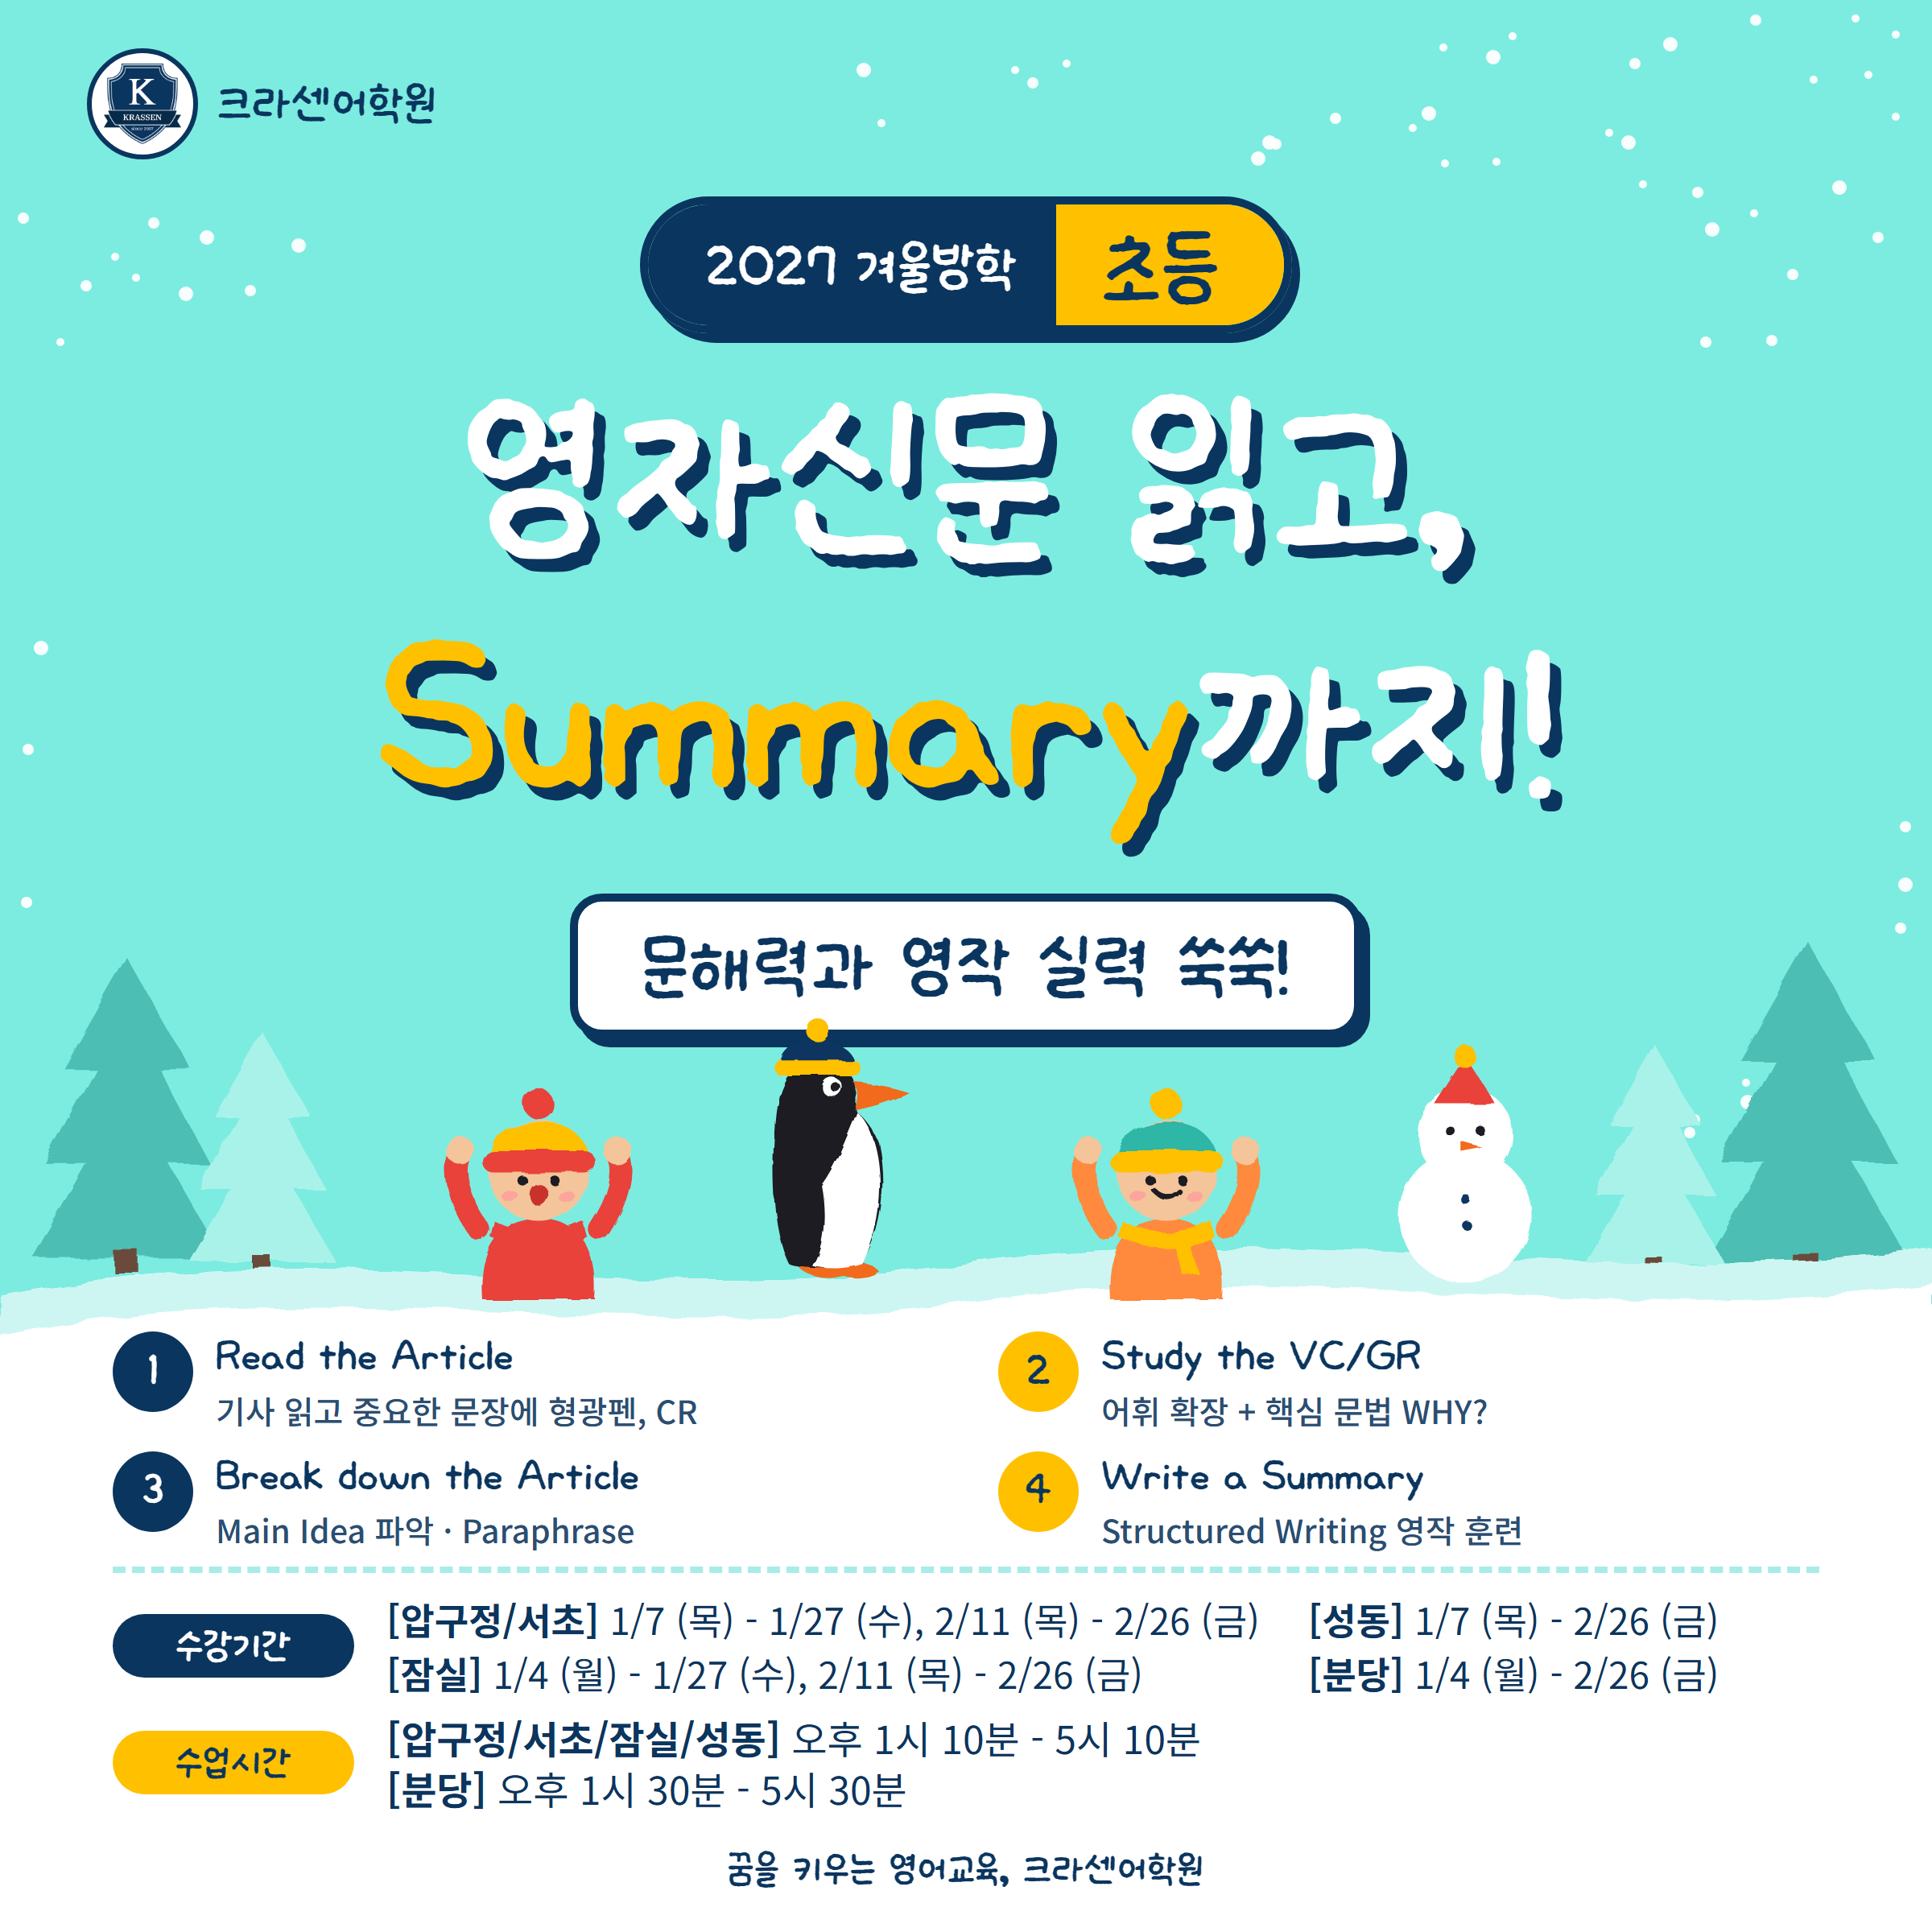 K
KRASSEN
since 2007
크라센어학원
2027 겨울방학 초등
영자신문 읽고,
Summary까지!
문해력과 영작 실력 쑥쑥!
1 Read the Article
기사 읽고 중요한 문장에 형광펜, CR
2 Study the VC/GR
어휘 확장 + 핵심 문법 WHY?
3 Break down the Article
Main Idea 파악 · Paraphrase
4 Write a Summary
Structured Writing 영작 훈련
수강기간
[압구정/서초] 1/7 (목) - 1/27 (수), 2/11 (목) - 2/26 (금)
[잠실] 1/4 (월) - 1/27 (수), 2/11 (목) - 2/26 (금)
[성동] 1/7 (목) - 2/26 (금)
[분당] 1/4 (월) - 2/26 (금)
수업시간
[압구정/서초/잠실/성동] 오후 1시 10분 - 5시 10분
[분당] 오후 1시 30분 - 5시 30분
꿈을 키우는 영어교육, 크라센어학원